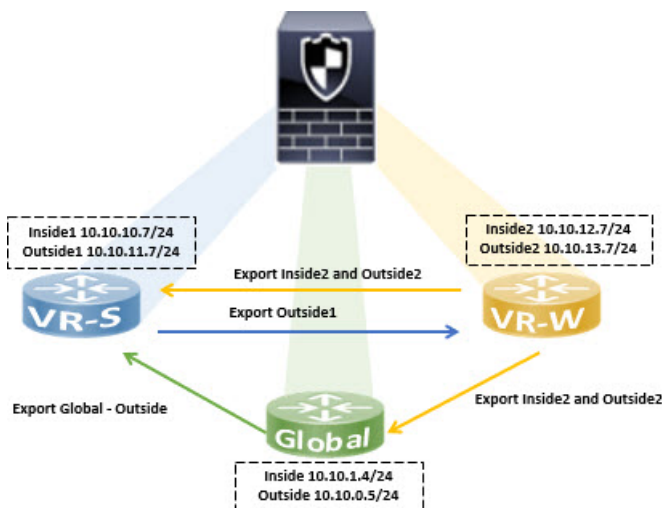 Inside1 10.10.10.7/24
Outside1 10.10.11.7/24
Inside2 10.10.12.7/24
Outside2 10.10.13.7/24
Export Inside2 and Outside2
VR-S
VR-W
Export Outside1
Export Global - Outside
Export Inside2 and Outside2
Global
Inside 10.10.1.4/24
Outside 10.10.0.5/24